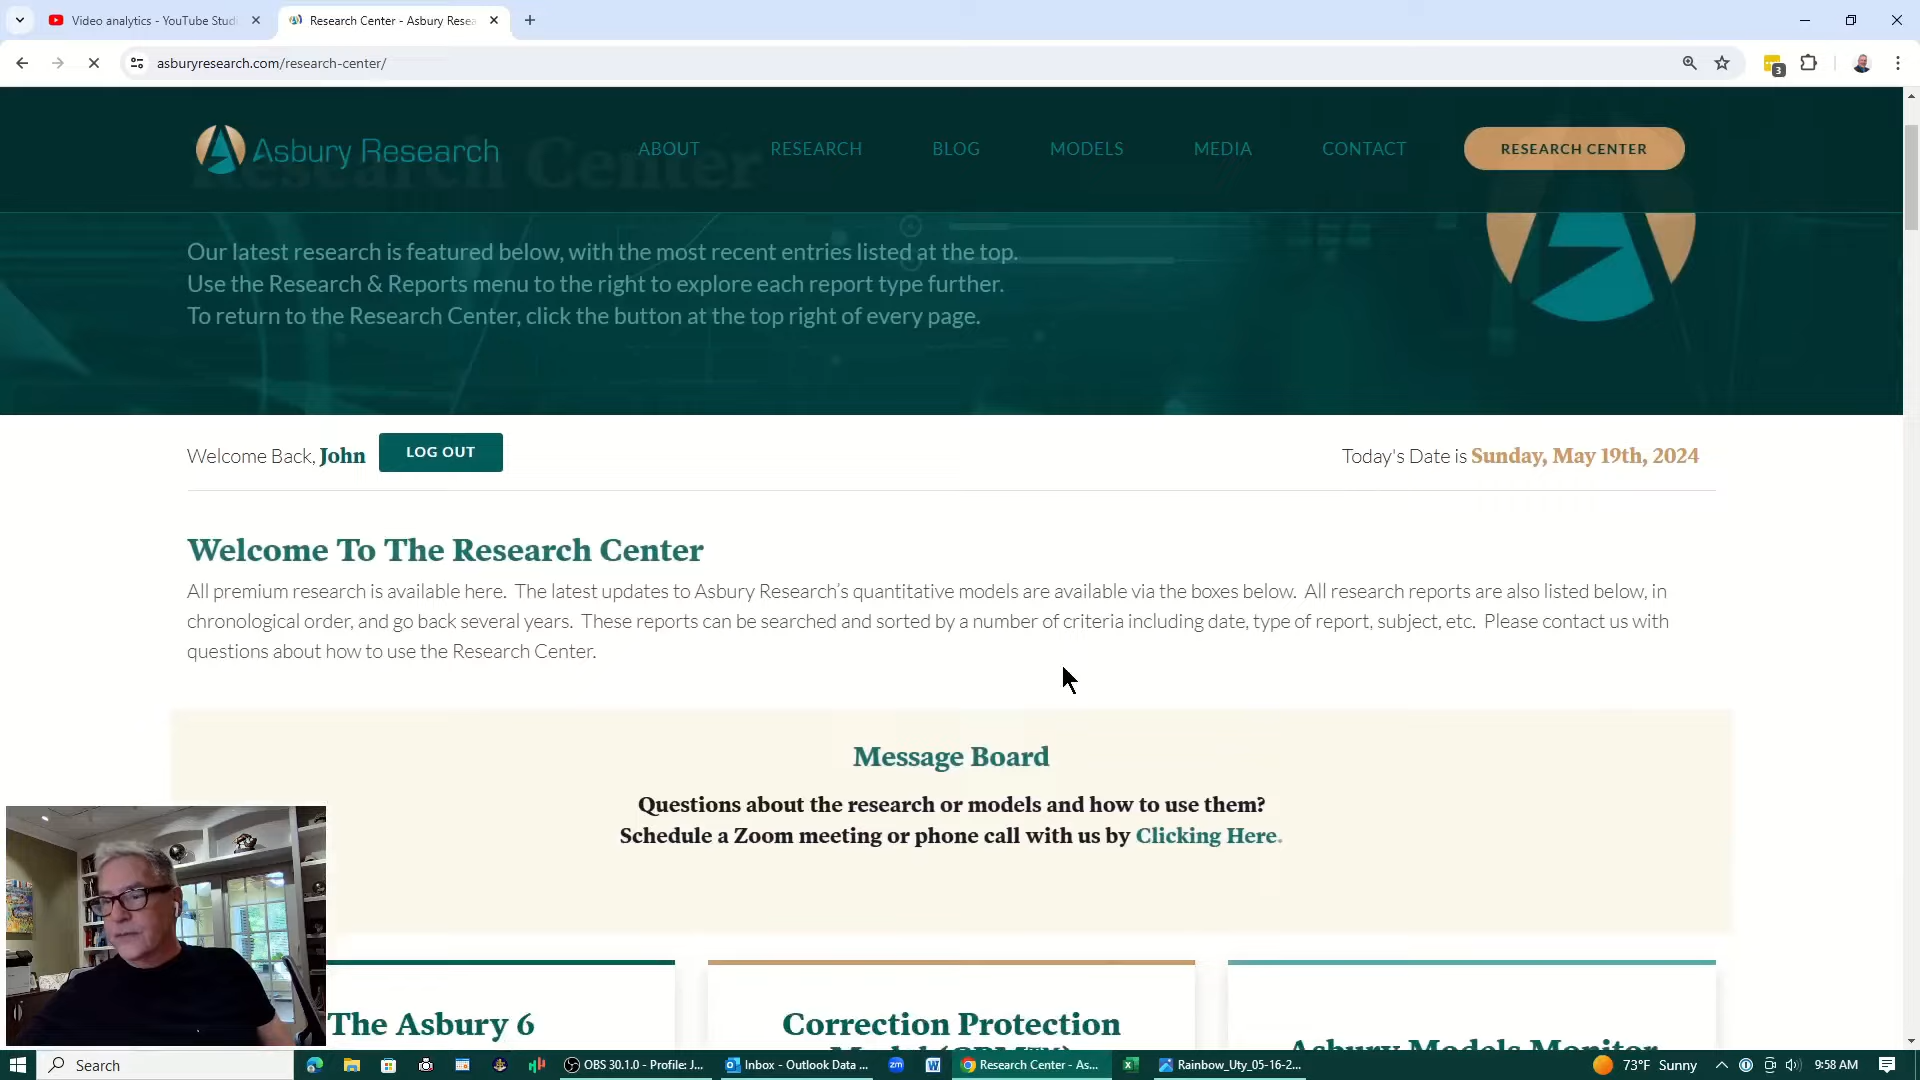 Video analytics - YouTube Stud
Research Center - Asbury Resea
asburyresearch.com/research-center/
3
Asbury Research
ABOUT
RESEARCH
BLOG
MODELS
MEDIA
CONTACT
RESEARCH CENTER
Research Center
Our latest research is featured below, with the most recent entries listed at the top.
Use the Research & Reports menu to the right to explore each report type further.
To return to the Research Center, click the button at the top right of every page.
Welcome Back, John
LOG OUT
Today's Date is Sunday, May 19th, 2024
Welcome To The Research Center
All premium research is available here. The latest updates to Asbury Research’s quantitative models are available via the boxes below. All research reports are also listed below, in
chronological order, and go back several years. These reports can be searched and sorted by a number of criteria including date, type of report, subject, etc. Please contact us with
questions about how to use the Research Center.
Message Board
Questions about the research or models and how to use them?
Schedule a Zoom meeting or phone call with us by Clicking Here.
The Asbury 6
Correction Protection
Model (CPM™)
Asbury Models Monitor
Search
OBS 30.1.0 - Profile: J...
Inbox - Outlook Data ...
zm
Research Center - As...
Rainbow_Uty_05-16-2...
73°F Sunny
9:58 AM